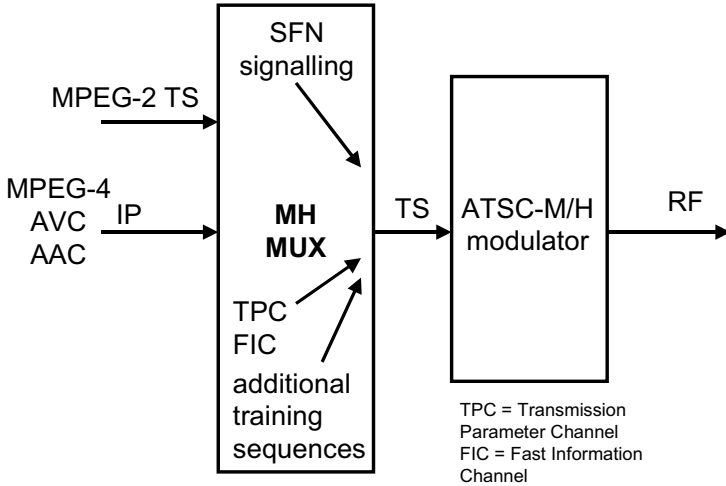 SFN
signalling
MPEG-2 TS
MPEG-4
AVC
AAC
IP
MH
MUX
TS
ATSC-M/H
modulator
RF
TPC
FIC
additional
training
sequences
TPC = Transmission
Parameter Channel
FIC = Fast Information
Channel